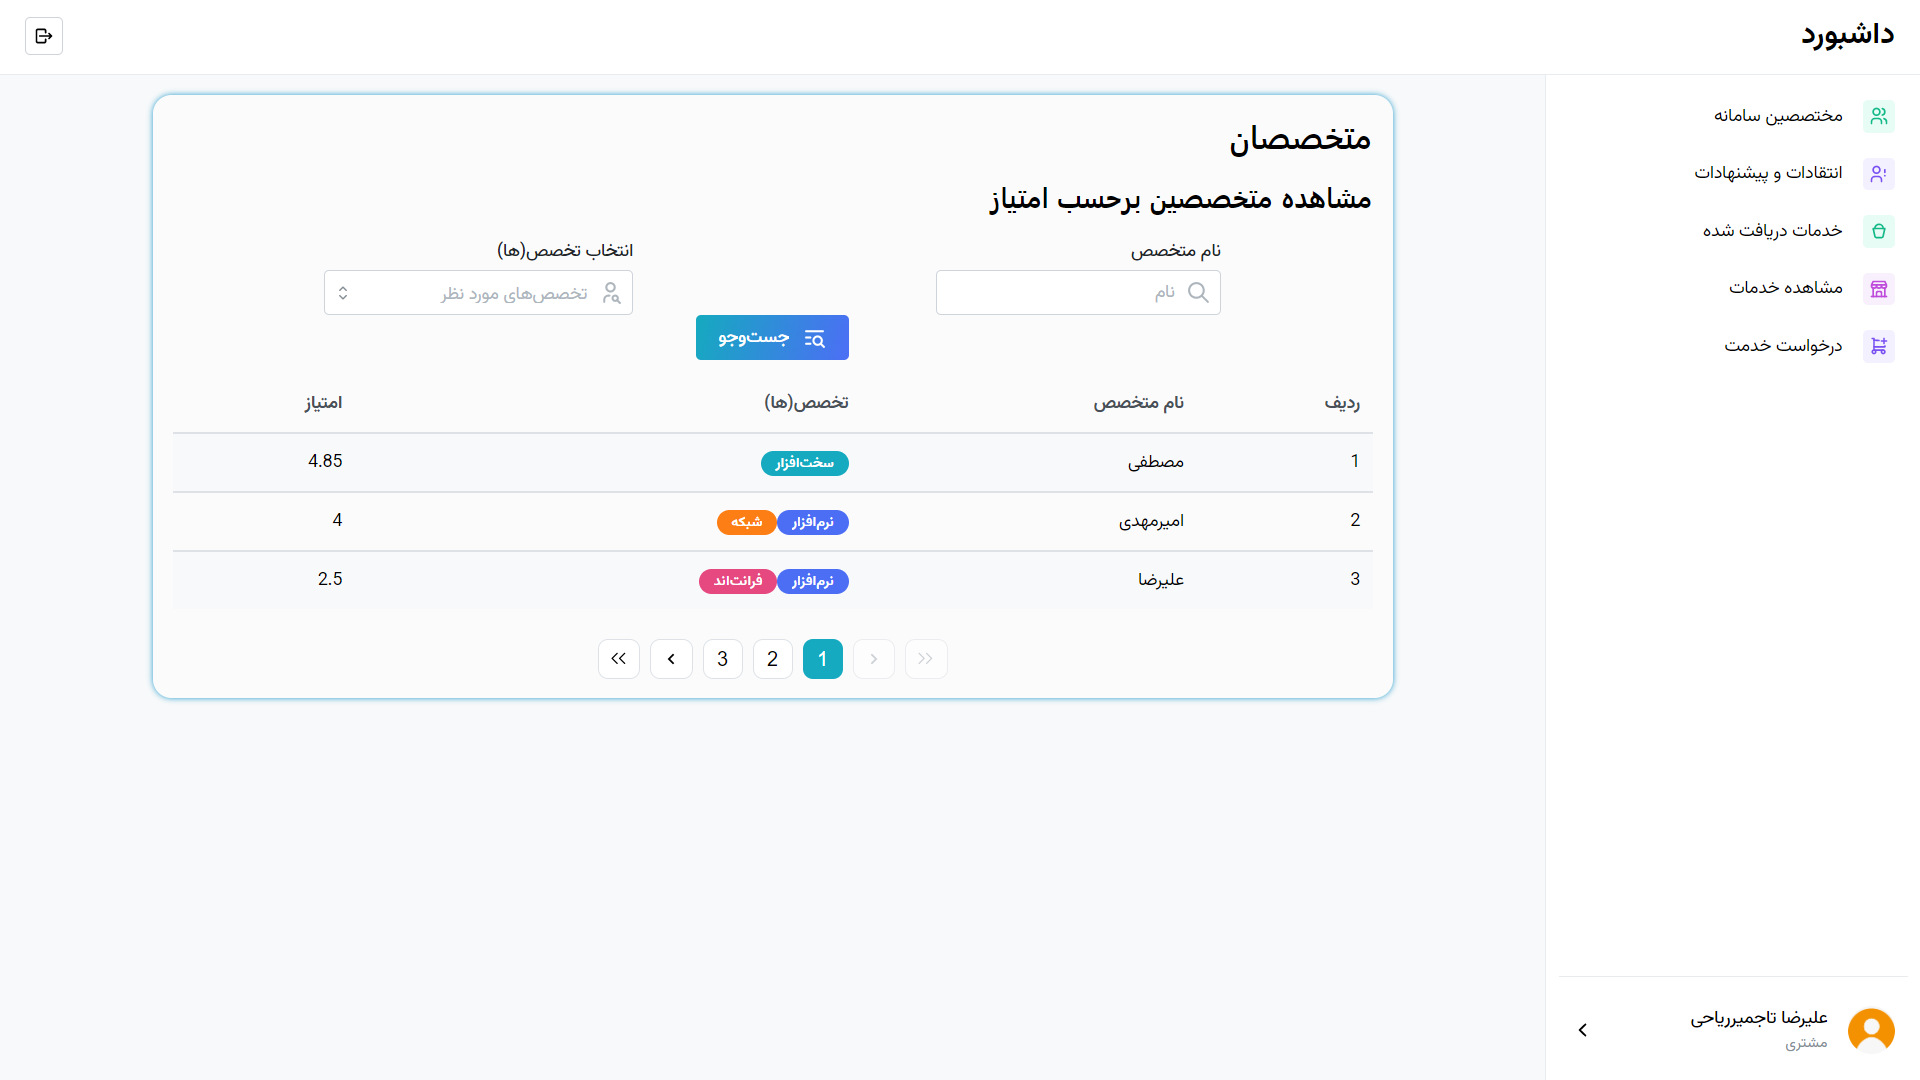 داشبورد
مختصصین سامانه
انتقادات و پیشنهادات
خدمات دریافت شده
مشاهده خدمات
درخواست خدمت
متخصصان
مشاهده متخصصین برحسب امتیاز
نام متخصص
نام
انتخاب تخصص(ها)
تخصص‌های مورد نظر
جست‌وجو
ردیف نام متخصص تخصص(ها) امتیاز
1 مصطفی سخت‌افزار 4.85
2 امیرمهدی نرم‌افزار شبکه 4
3 علیرضا نرم‌افزار فرانت‌اند 2.5
1 2 3
علیرضا تاجمیرریاحی
مشتری